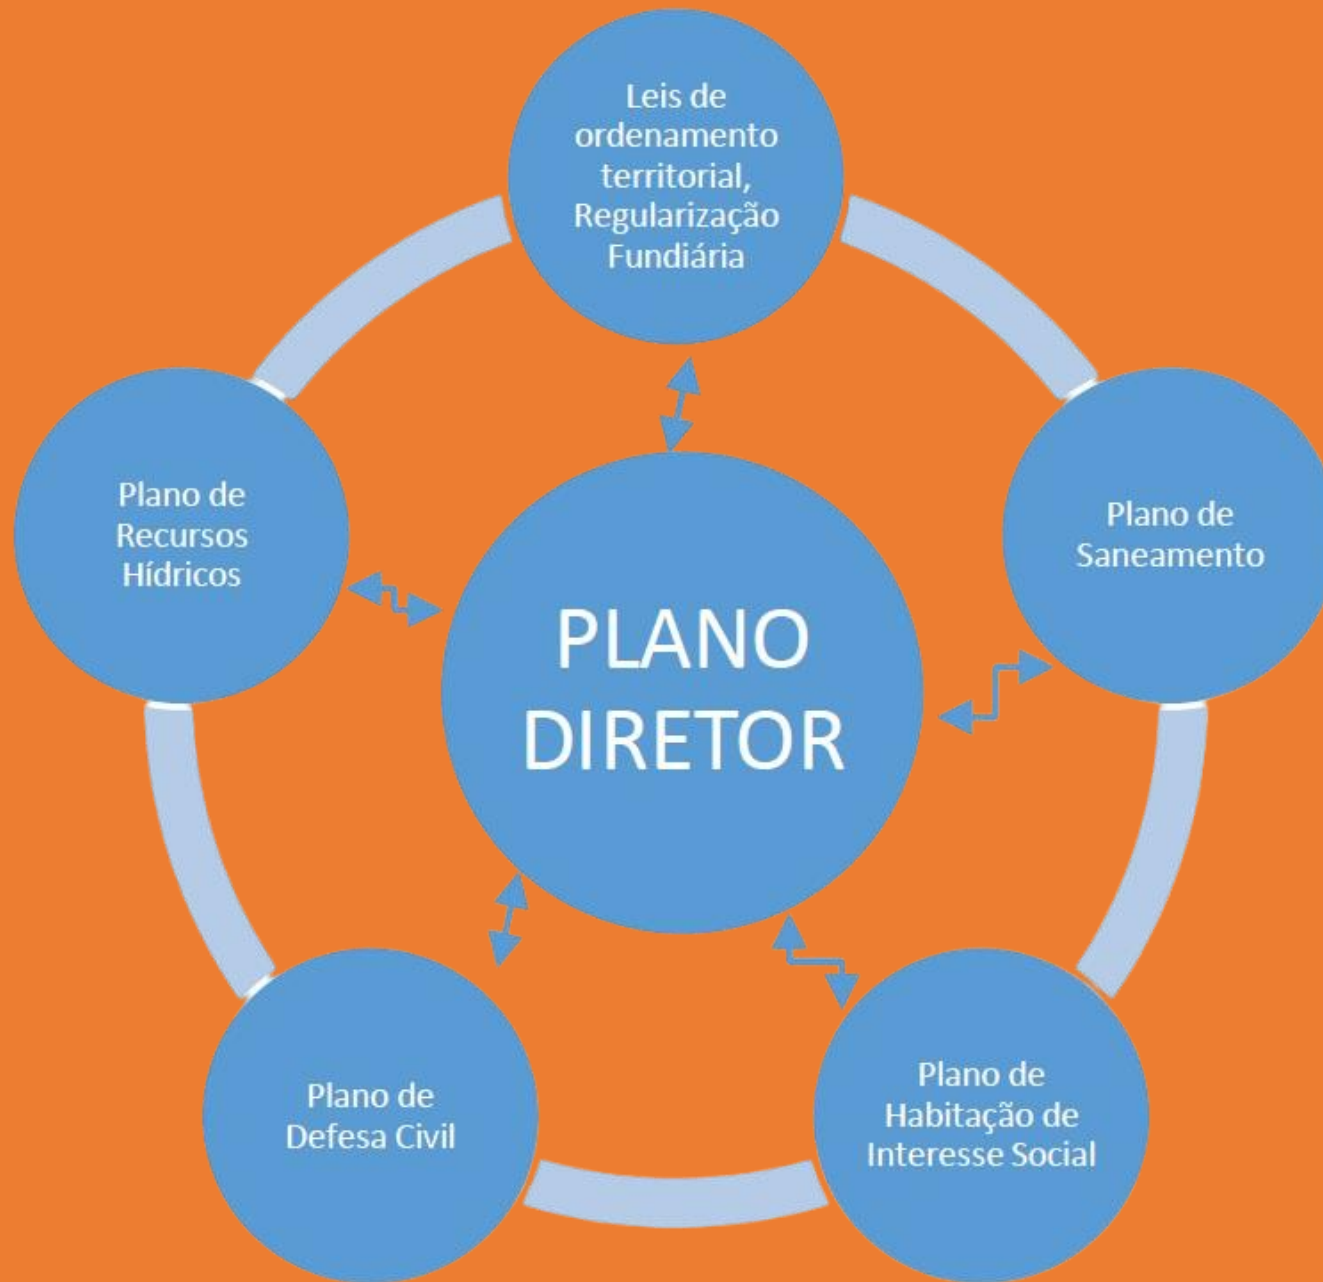 Leis de
ordenamento
territorial,
Regularização
Fundiária
Plano de
Recursos
Hídricos
Plano de
Saneamento
PLANO
DIRETOR
Plano de
Defesa Civil
Plano de
Habitação de
Interesse Social